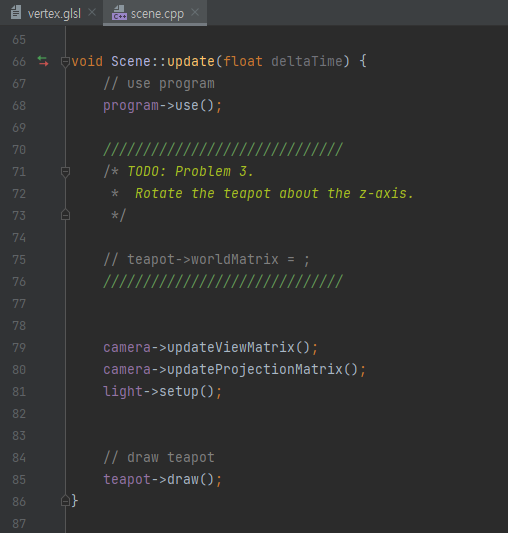 vertex.glsl × scene.cpp ×
65
66 void Scene::update(float deltaTime) {
67 // use program
68 program->use();
69
70 //////////////////////////////
71 /* TODO: Problem 3.
72 * Rotate the teapot about the z-axis.
73 */
74
75 // teapot->worldMatrix = ;
76 //////////////////////////////
77
78
79 camera->updateViewMatrix();
80 camera->updateProjectionMatrix();
81 light->setup();
82
83
84 // draw teapot
85 teapot->draw();
86 }
87